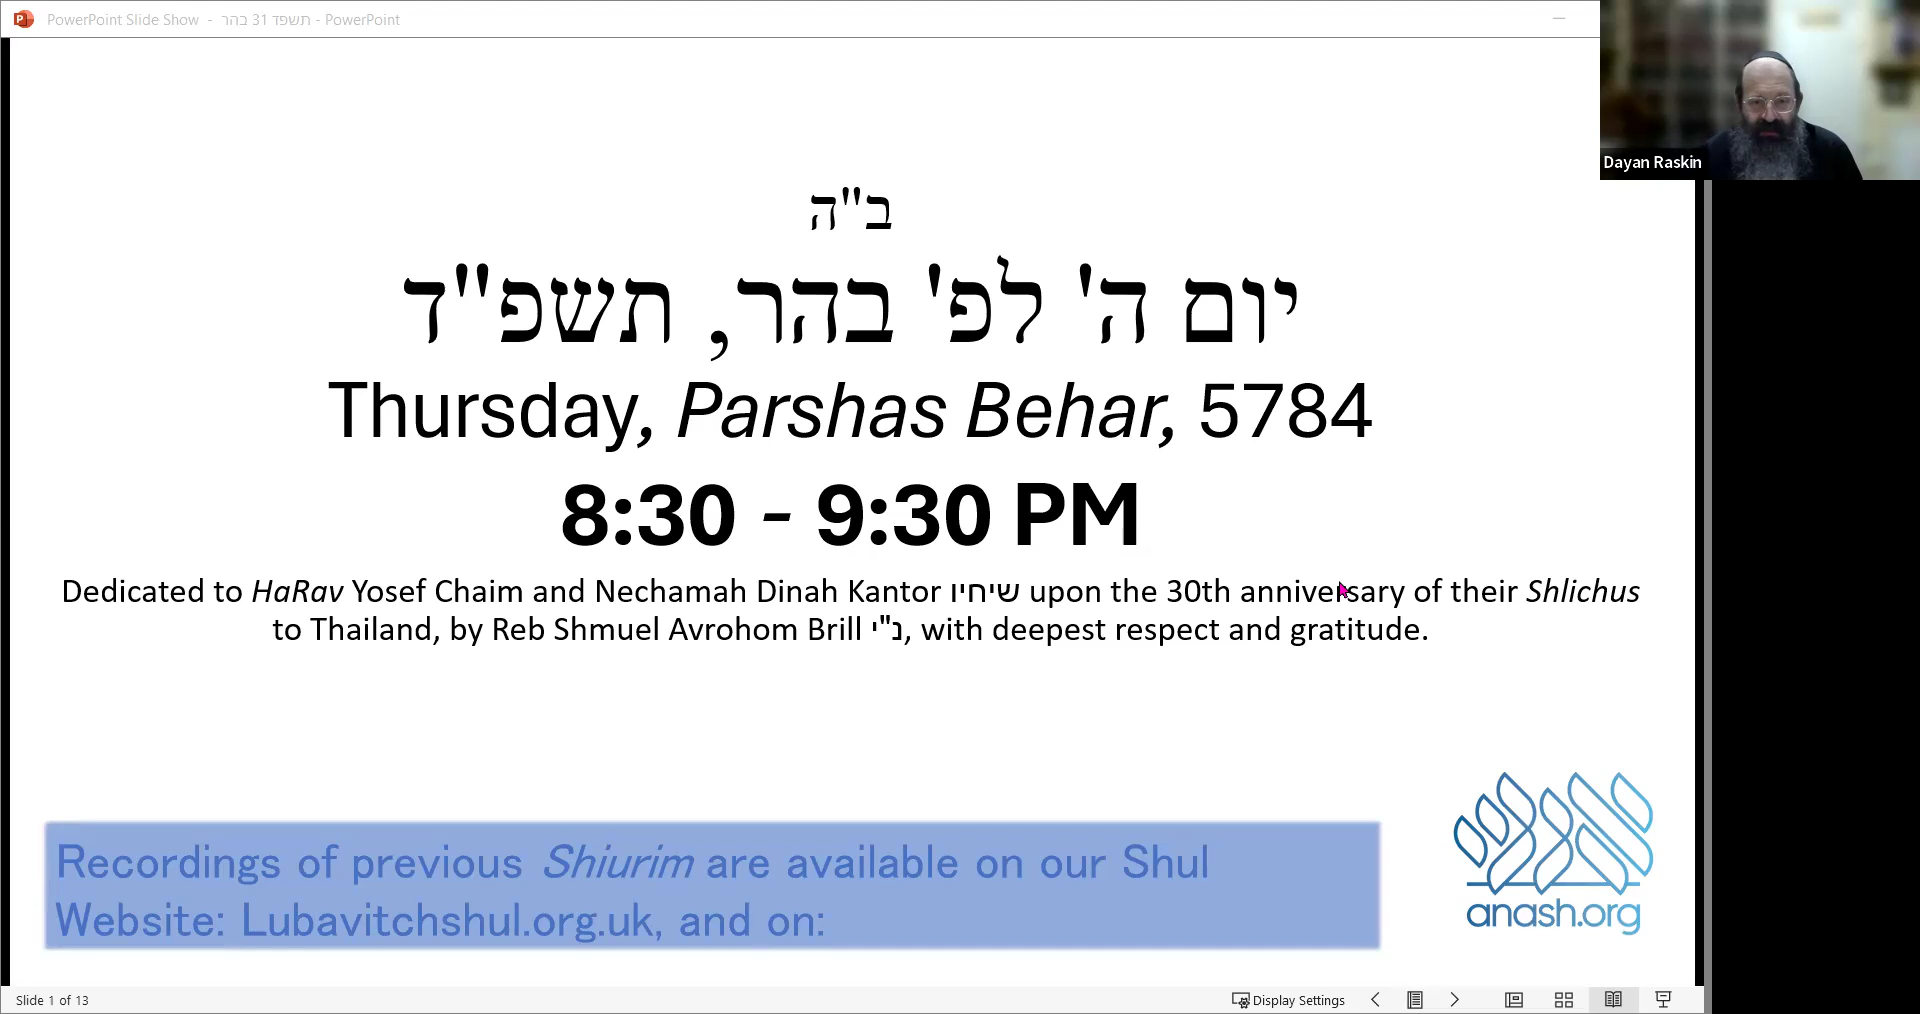 PowerPoint Slide Show - תשפד 31 בהר - PowerPoint
Dayan Raskin
ב"ה
יום ה' לפ' בהר, תשפ"ד
Thursday, Parshas Behar, 5784
8:30 - 9:30 PM
Dedicated to HaRav Yosef Chaim and Nechamah Dinah Kantor שיחיו upon the 30th anniversary of their Shlichus
to Thailand, by Reb Shmuel Avrohom Brill נ"י, with deepest respect and gratitude.
Recordings of previous Shiurim are available on our Shul
Website: Lubavitchshul.org.uk, and on:
אנש
anash.org
Slide 1 of 13
Display Settings